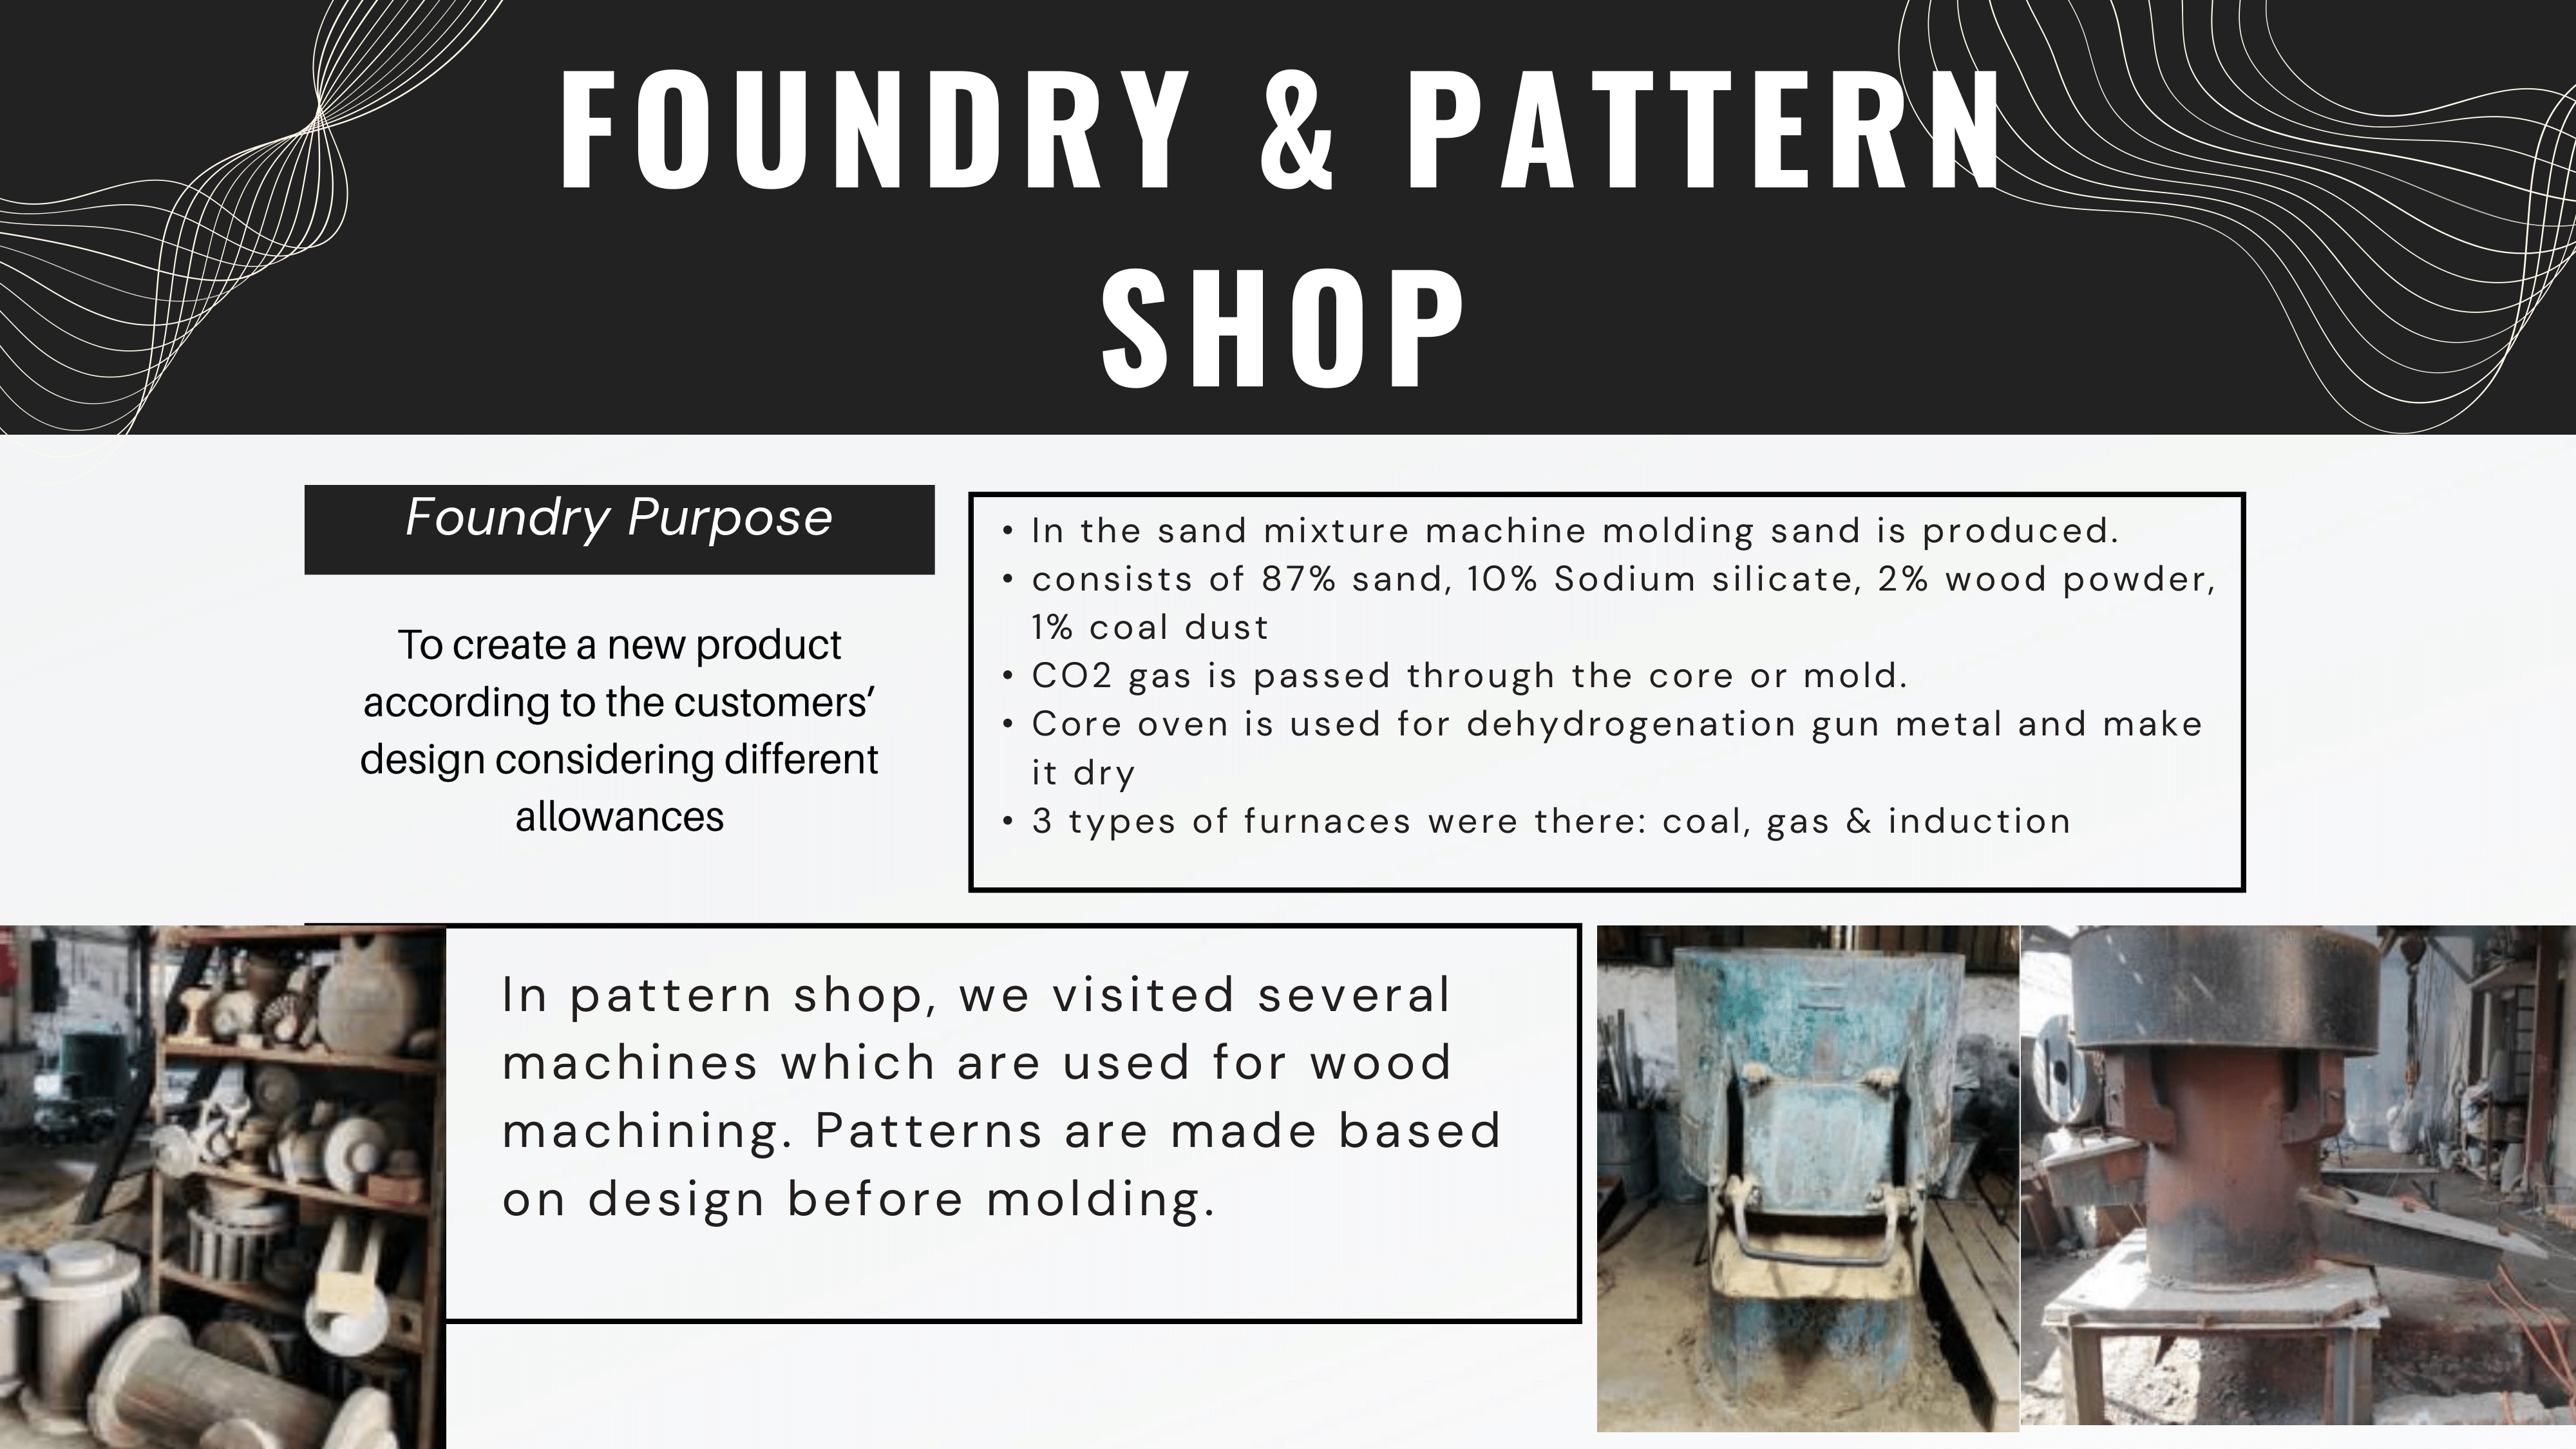 FOUNDRY & PATTERN
SHOP
Foundry Purpose
To create a new product
according to the customers’
design considering different
allowances
• In the sand mixture machine molding sand is produced.
• consists of 87% sand, 10% Sodium silicate, 2% wood powder,
1% coal dust
• CO2 gas is passed through the core or mold.
• Core oven is used for dehydrogenation gun metal and make
it dry
• 3 types of furnaces were there: coal, gas & induction
In pattern shop, we visited several
machines which are used for wood
machining. Patterns are made based
on design before molding.